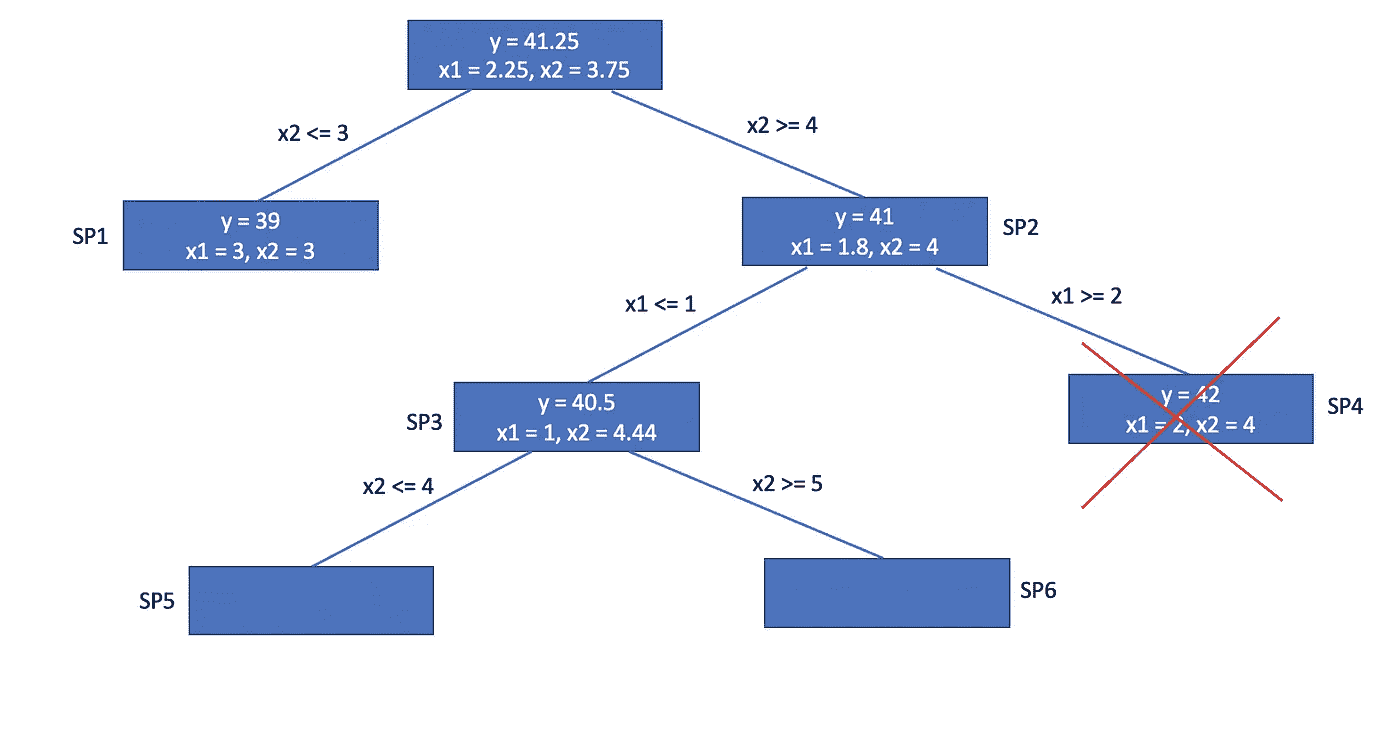 y = 41.25
x1 = 2.25, x2 = 3.75
x2 <= 3
x2 >= 4
SP1
y = 39
x1 = 3, x2 = 3
y = 41
x1 = 1.8, x2 = 4
SP2
x1 <= 1
x1 >= 2
SP3
y = 40.5
x1 = 1, x2 = 4.44
y = 42
x1 = 2, x2 = 4
SP4
x2 <= 4
x2 >= 5
SP5
SP6